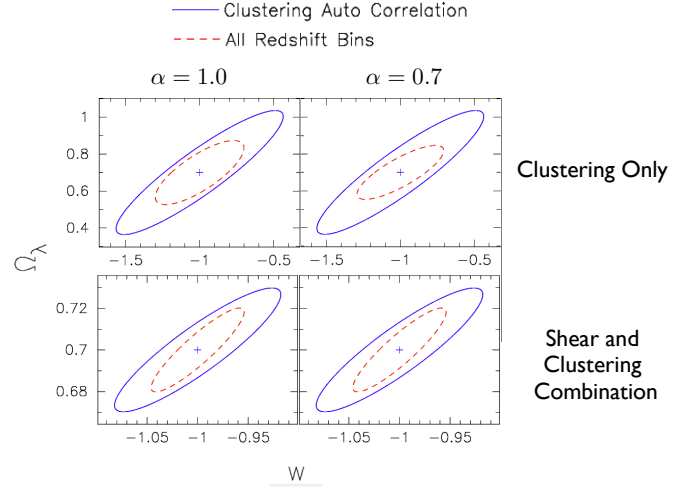 Clustering Auto Correlation
All Redshift Bins
α = 1.0 α = 0.7
1
0.8
0.6
0.4
−1.5 −1 −0.5 −1.5 −1 −0.5
Clustering Only
Ω_λ
0.72
0.7
0.68
−1.05 −1 −0.95 −1.05 −1 −0.95
Shear and
Clustering
Combination
W